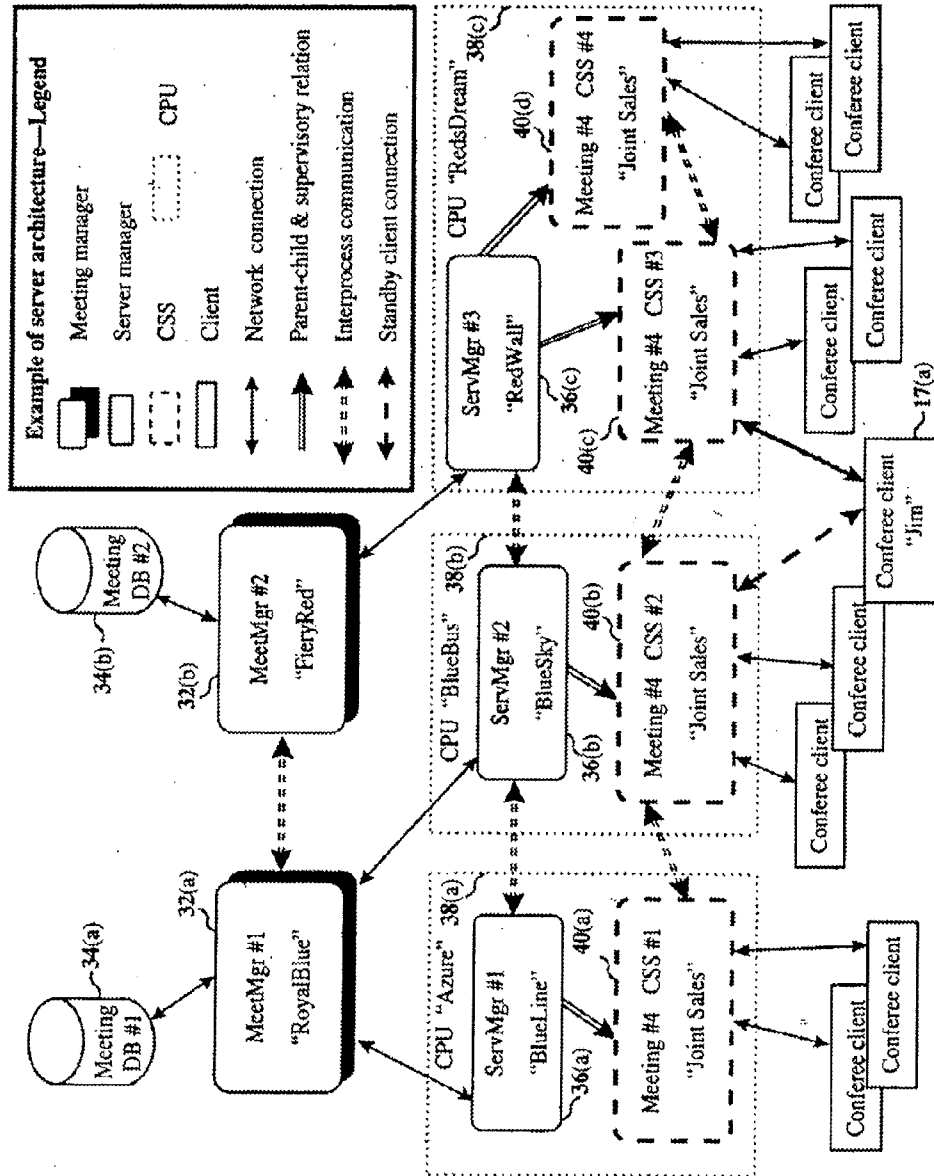 Example of server architecture—Legend
Meeting manager
Server manager
CSS
CPU
Client
Network connection
Parent-child & supervisory relation
Interprocess communication
Standby client connection
34(a)
Meeting
DB #1
32(a)
MeetMgr #1
“RoyalBlue”
34(b)
Meeting
DB #2
32(b)
MeetMgr #2
“FieryRed”
38(a)
CPU “Azure”
ServMgr #1
“BlueLine”
36(a)
40(a)
Meeting #4 CSS #1
“Joint Sales”
38(b)
CPU “BlueBus”
ServMgr #2
“BlueSky”
36(b)
40(b)
Meeting #4 CSS #2
“Joint Sales”
38(c)
CPU “RedsDream”
ServMgr #3
“RedWall”
36(c)
40(c)
Meeting #4 CSS #3
“Joint Sales”
40(d)
Meeting #4 CSS #4
“Joint Sales”
Conferee client
Conferee client
Conferee client
Conferee client
Conferee client
“Jim”
17(a)
Conferee client
Conferee client
Conferee client
Conferee client